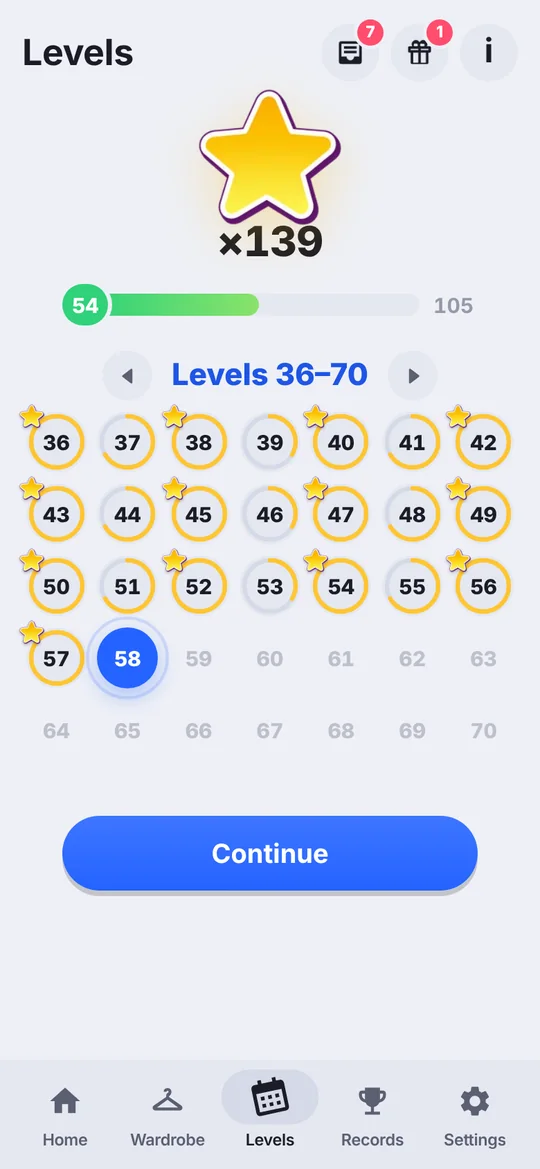 Levels
7
1
i
×139
54
105
Levels 36–70
36 37 38 39 40 41 42
43 44 45 46 47 48 49
50 51 52 53 54 55 56
57 58 59 60 61 62 63
64 65 66 67 68 69 70
Continue
Home Wardrobe Levels Records Settings